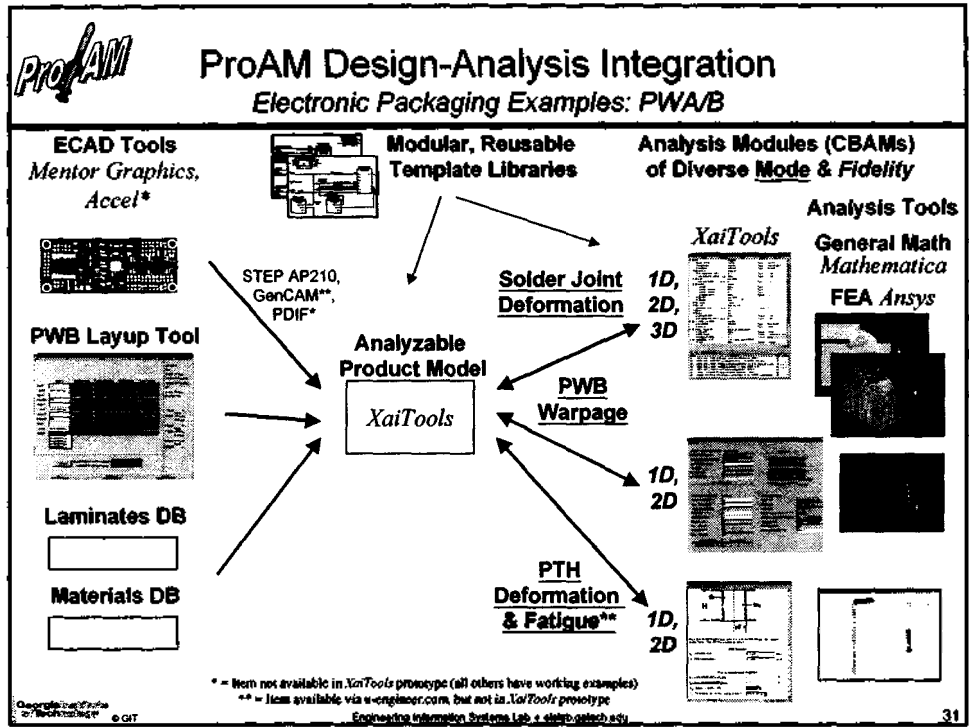 ProAM
ProAM Design-Analysis Integration
Electronic Packaging Examples: PWA/B
ECAD Tools
Mentor Graphics,
Accel*
Modular, Reusable
Template Libraries
Analysis Modules (CBAMs)
of Diverse Mode & Fidelity
Analysis Tools
XaiTools
General Math
Mathematica
FEA Ansys
STEP AP210,
GenCAM**,
PDIF*
Solder Joint
Deformation
1D,
2D,
3D
PWB Layup Tool
Analyzable
Product Model
XaiTools
PWB
Warpage
1D,
2D
Laminates DB
Materials DB
PTH
Deformation
& Fatigue**
1D,
2D
* = Item not available in XaiTools prototype (all others have working examples)
** = Item available via u-engineer.com, but not in XaiTools prototype
Georgia Institute
of Technology
© GIT
Engineering Information Systems Lab
31